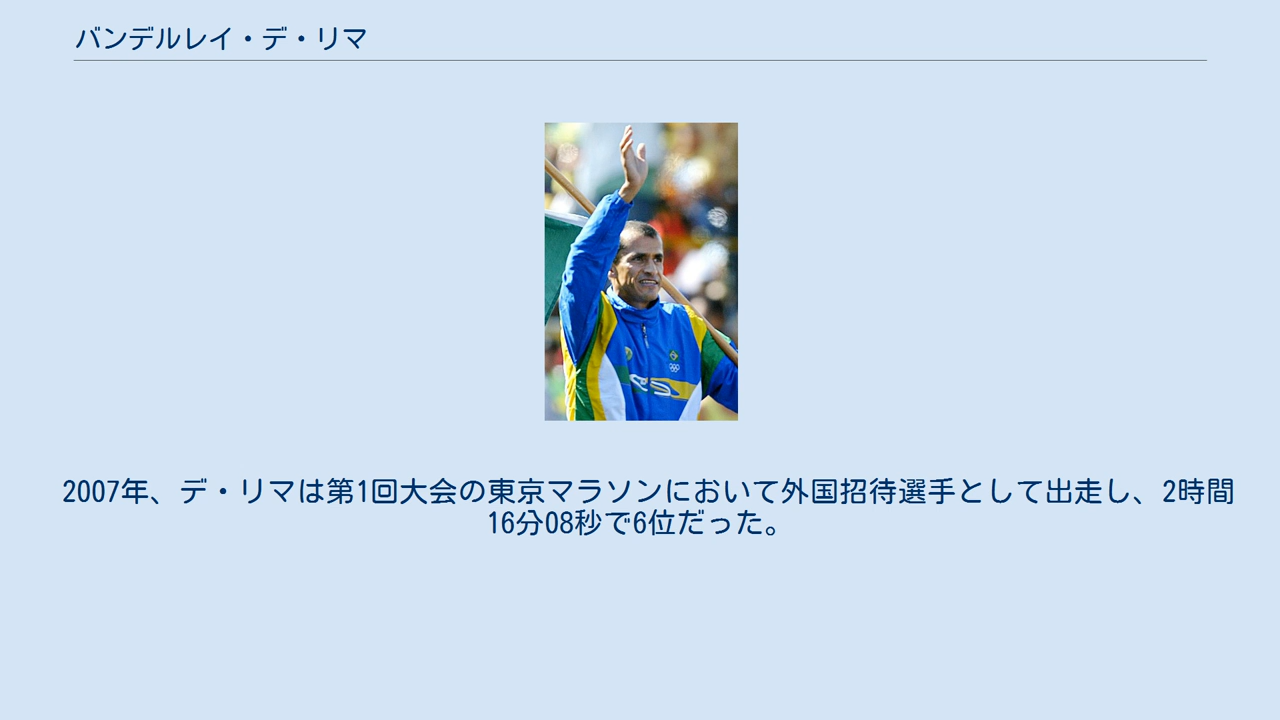 バンデルレイ・デ・リマ
2007年、デ・リマは第1回大会の東京マラソンにおいて外国招待選手として出走し、2時間
16分08秒で6位だった。